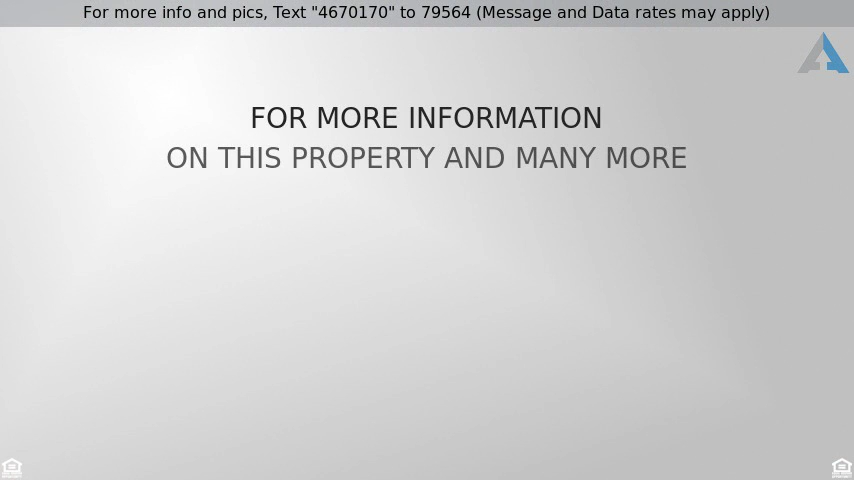 For more info and pics, Text "4670170" to 79564 (Message and Data rates may apply)
FOR MORE INFORMATION
ON THIS PROPERTY AND MANY MORE